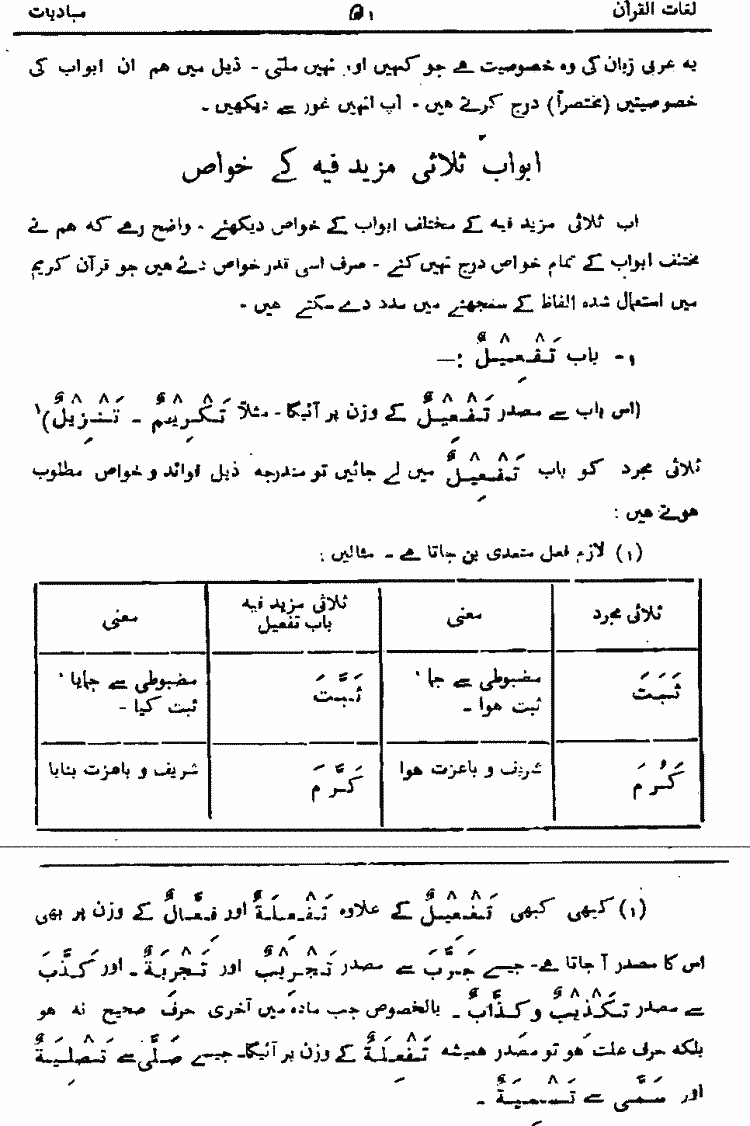 لغات القرآن ۵۱ مبادیات
یہ عربی زبان کی وہ خصوصیت ہے جو کہیں اور نہیں ملتی - ذیل میں ہم ان ابواب کی
خصوصیتیں (مختصراً) درج کرتے ہیں - آپ انہیں غور سے دیکھیں -
ابواب ثلاثی مزید فیہ کے خواص
اب ثلاثی مزید فیہ کے مختلف ابواب کے خواص دیکھئے - واضح رہے کہ ہم نے
مختلف ابواب کے تمام خواص درج نہیں کئے - صرف اسی قدر خواص دئے ہیں جو قرآن کریم
میں استعمال شدہ الفاظ کے سمجھنے میں مدد دے سکتے ہیں -
۱- باب تَفْعِیْلٌ :—
(اس باب سے مصدر تَفْعِیْلٌ کے وزن پر آئیگا - مثلاً تَکْرِیْمٌ - تَنْزِیْلٌ)۱
ثلاثی مجرد کو باب تَفْعِیْلٌ میں لے جائیں تو مندرجہ ذیل فوائد و خواص مطلوب
ہوتے ہیں :
(۱) لازم فعل متعدی بن جاتا ہے - مثالیں :
ثلاثی مجرد | معنی | ثلاثی مزید فیہ باب تفعیل | معنی
ثَبَتَ | مضبوطی سے جما ' ثبت ہوا - | ثَبَّتَ | مضبوطی سے جمایا ' ثبت کیا -
کَرُمَ | شریف و باعزت ہوا | کَرَّمَ | شریف و باعزت بنایا
(۱) کبھی کبھی تَفْعِیْلٌ کے علاوہ تَفْعِلَةٌ اور فِعَّالٌ کے وزن پر بھی
اس کا مصدر آ جاتا ہے - جیسے جَرَّبَ سے مصدر تَجْرِیْبٌ اور تَجْرِبَةٌ - اور کَذَّبَ
سے مصدر تَکْذِیْبٌ و کِذَّابٌ - بالخصوص جب مادہ میں آخری حرف صحیح نہ ہو
بلکہ حرف علت ہو تو مصدر ہمیشہ تَفْعِلَةٌ کے وزن پر آئیگا - جیسے صَلّٰی سے تَصْلِیَةٌ
اور سَمّٰی سے تَسْمِیَةٌ -